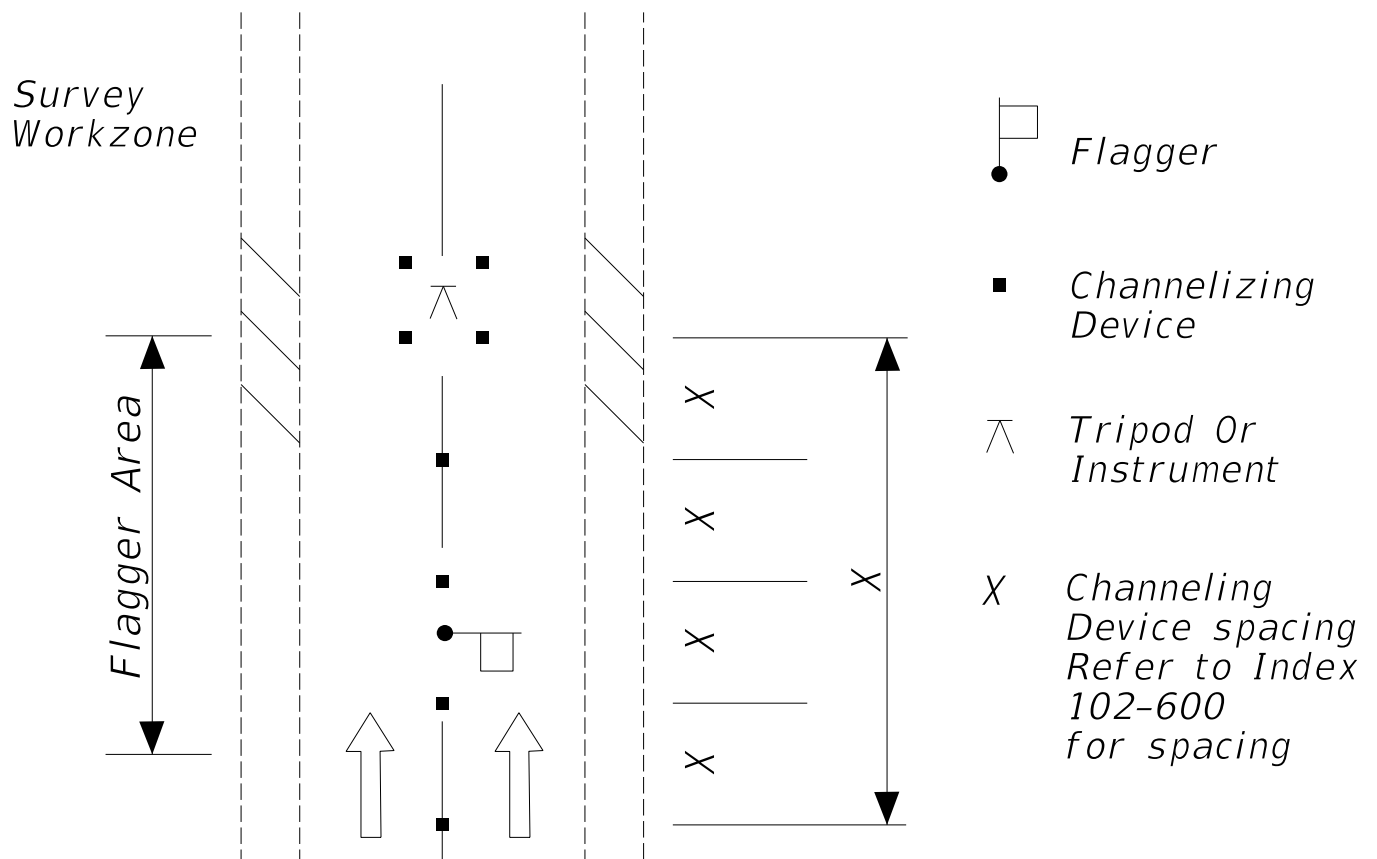 Survey
Workzone
Flagger Area
X
X
X
X
X
Flagger
Channelizing
Device
Tripod Or
Instrument
X
Channeling
Device spacing
Refer to Index
102-600
for spacing